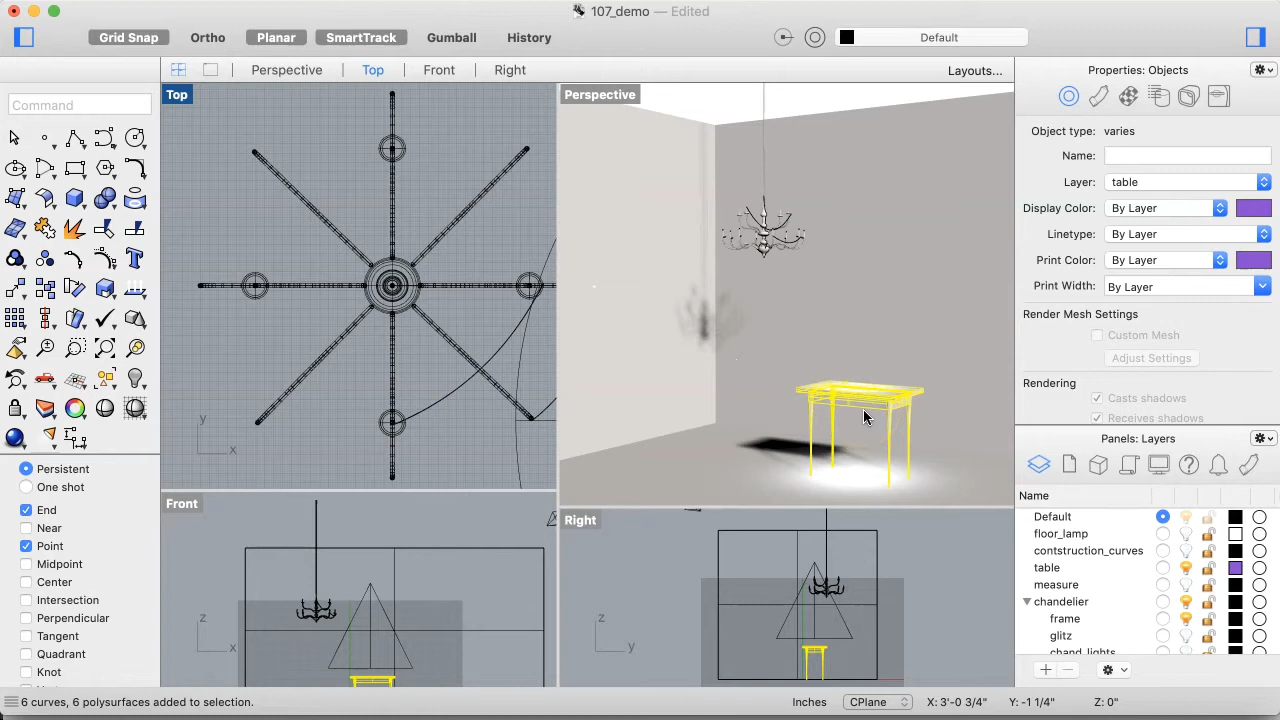 107_demo — Edited
Grid Snap Ortho Planar SmartTrack Gumball History Default
Perspective Top Front Right Layouts... Properties: Objects
Top Perspective
Command
Object type: varies
Name:
Layer: table
Display Color: By Layer
Linetype: By Layer
Print Color: By Layer
Print Width: By Layer
Render Mesh Settings
Custom Mesh
Adjust Settings
Rendering
Casts shadows
Receives shadows
y
x
Panels: Layers
Persistent
One shot
End
Near
Point
Midpoint
Center
Intersection
Perpendicular
Tangent
Quadrant
Knot
Front
z
x
Right
z
y
Name
Default
floor_lamp
contstruction_curves
table
measure
chandelier
frame
glitz
chand_lights
6 curves, 6 polysurfaces added to selection. Inches CPlane X: 3'-0 3/4" Y: -1 1/4" Z: 0"